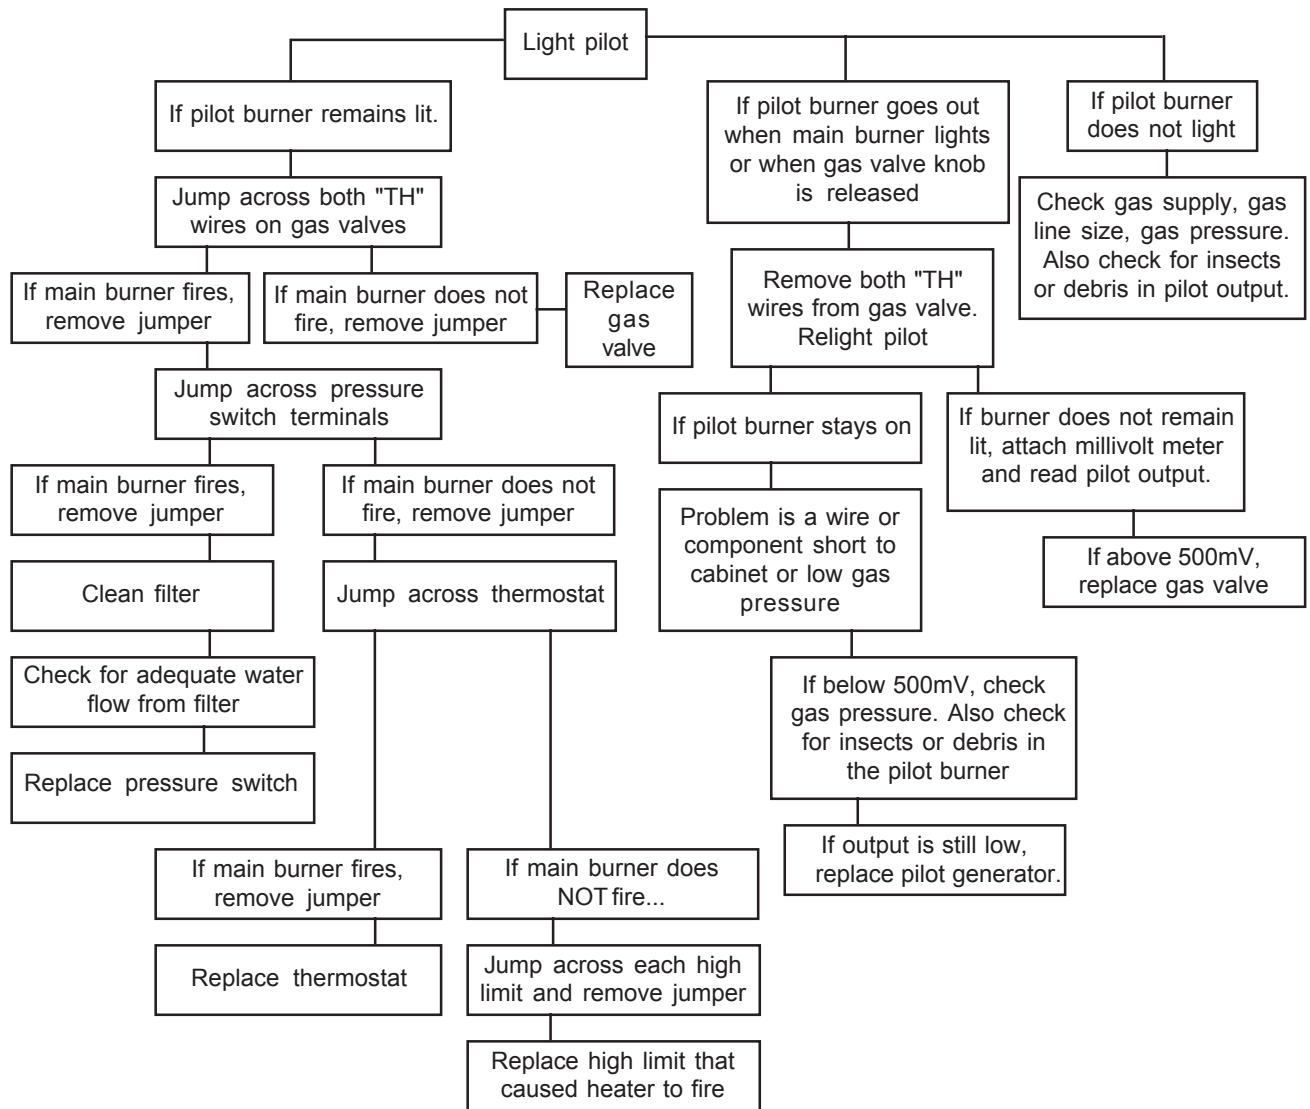 Light pilot
If pilot burner remains lit.
If pilot burner goes out
when main burner lights
or when gas valve knob
is released
If pilot burner
does not light
Jump across both "TH"
wires on gas valves
Check gas supply, gas
line size, gas pressure.
Also check for insects
or debris in pilot output.
If main burner fires,
remove jumper
If main burner does not
fire, remove jumper
Replace
gas
valve
Remove both "TH"
wires from gas valve.
Relight pilot
Jump across pressure
switch terminals
If pilot burner stays on
If burner does not remain
lit, attach millivolt meter
and read pilot output.
If main burner fires,
remove jumper
If main burner does not
fire, remove jumper
Problem is a wire or
component short to
cabinet or low gas
pressure
If above 500mV,
replace gas valve
Clean filter
Jump across thermostat
Check for adequate water
flow from filter
If below 500mV, check
gas pressure. Also check
for insects or debris in
the pilot burner
Replace pressure switch
If output is still low,
replace pilot generator.
If main burner fires,
remove jumper
If main burner does
NOT fire...
Replace thermostat
Jump across each high
limit and remove jumper
Replace high limit that
caused heater to fire